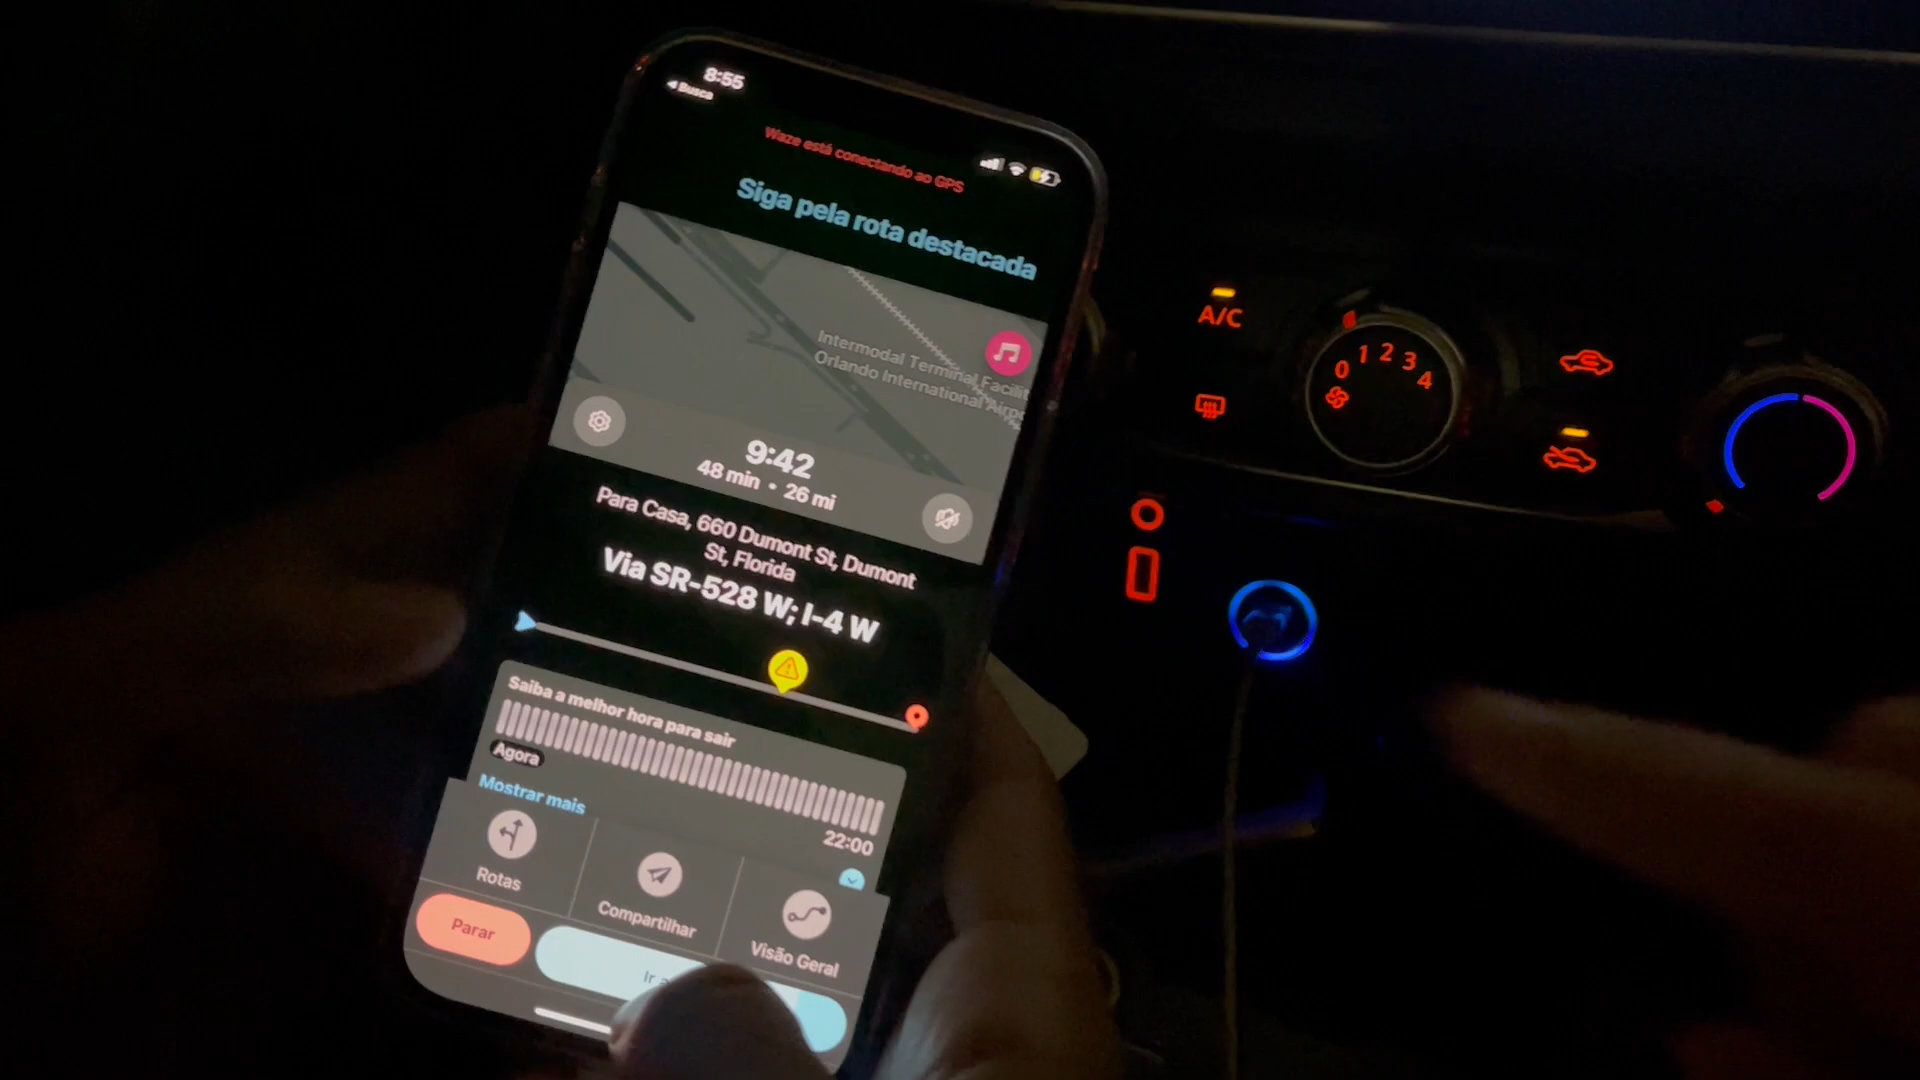 8:55
Busca
Waze está conectando ao GPS
Siga pela rota destacada
Intermodal Terminal Facilit
Orlando International Airpo
9:42
48 min • 26 mi
Para Casa, 660 Dumont St, Dumont
St, Florida
Via SR-528 W; I-4 W
Saiba a melhor hora para sair
Agora
22:00
Mostrar mais
Rotas
Compartilhar
Visão Geral
Parar
Ir a
A/C
0 1 2 3 4